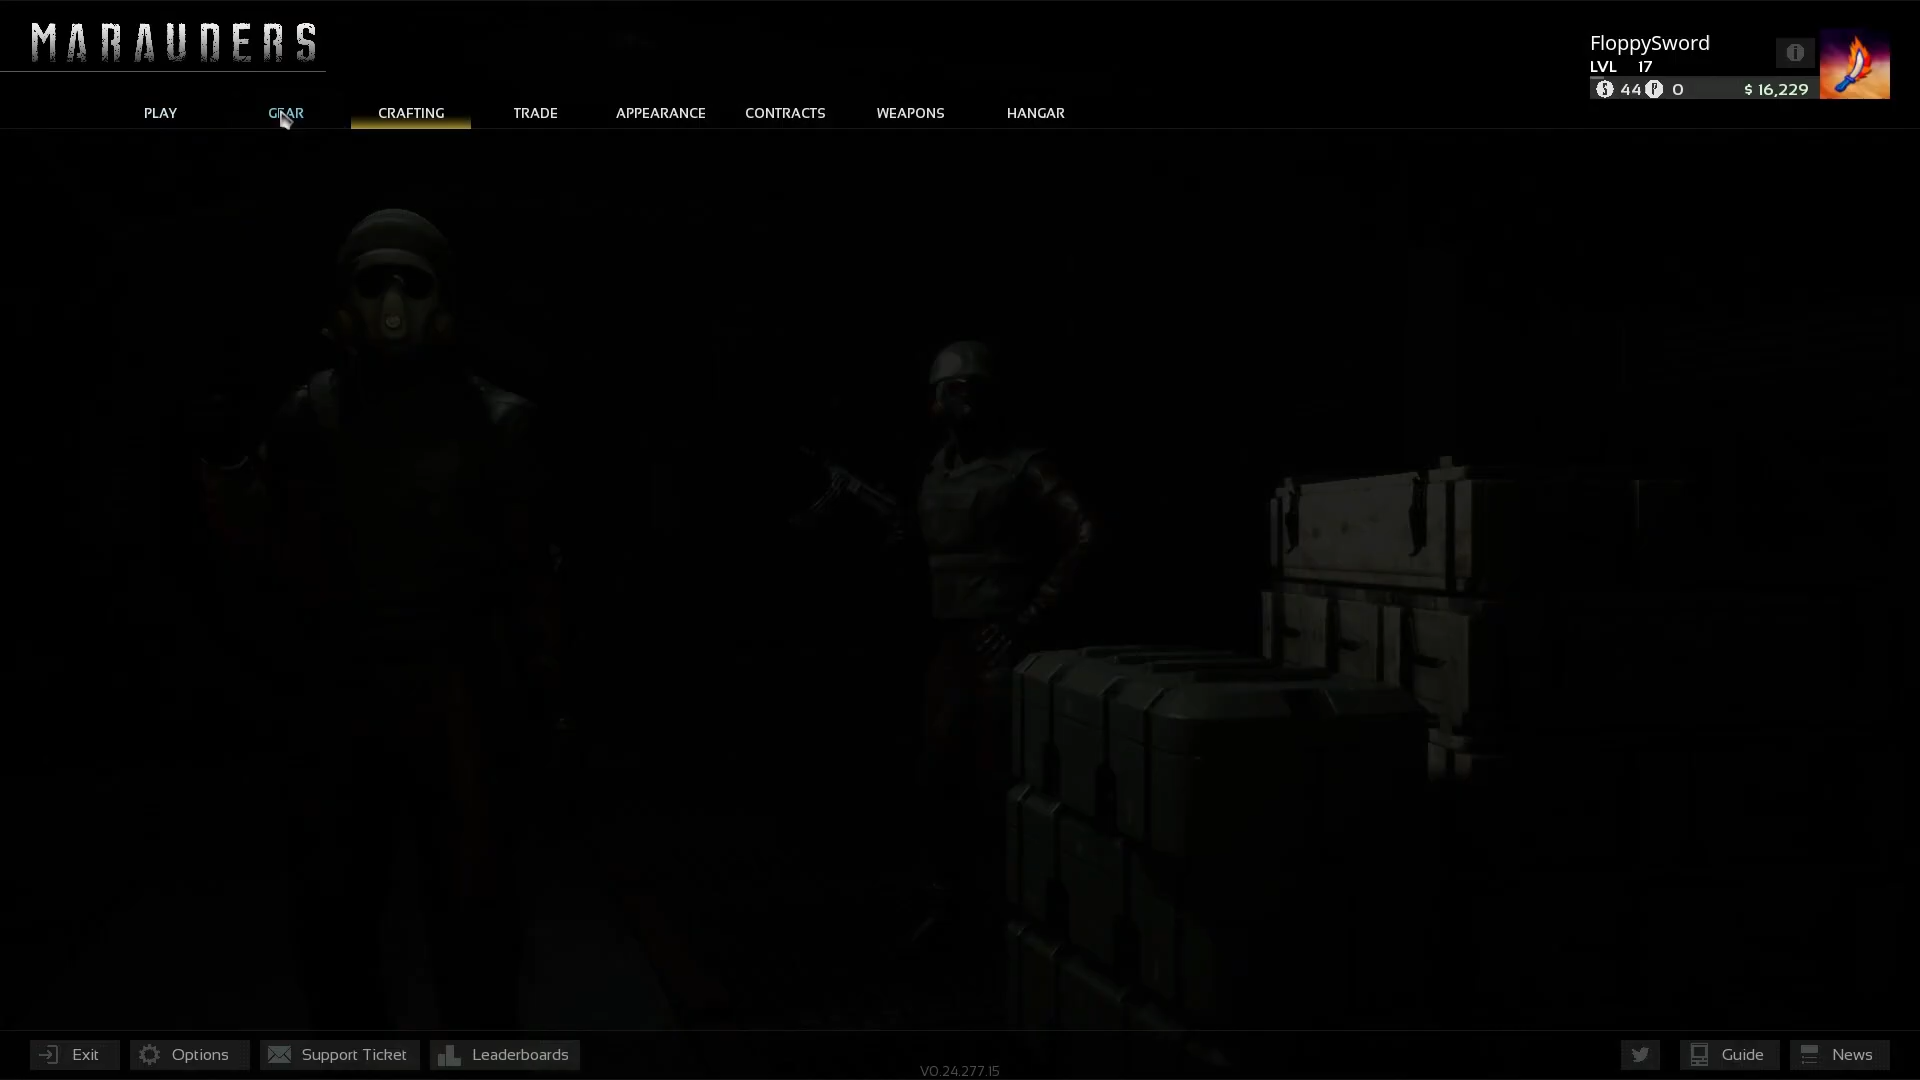 MARAUDERS
FloppySword
LVL 17
S 44 P 0 $ 16,229
PLAY GEAR CRAFTING TRADE APPEARANCE CONTRACTS WEAPONS HANGAR
Exit Options Support Ticket Leaderboards Guide News
V0.24.277.15